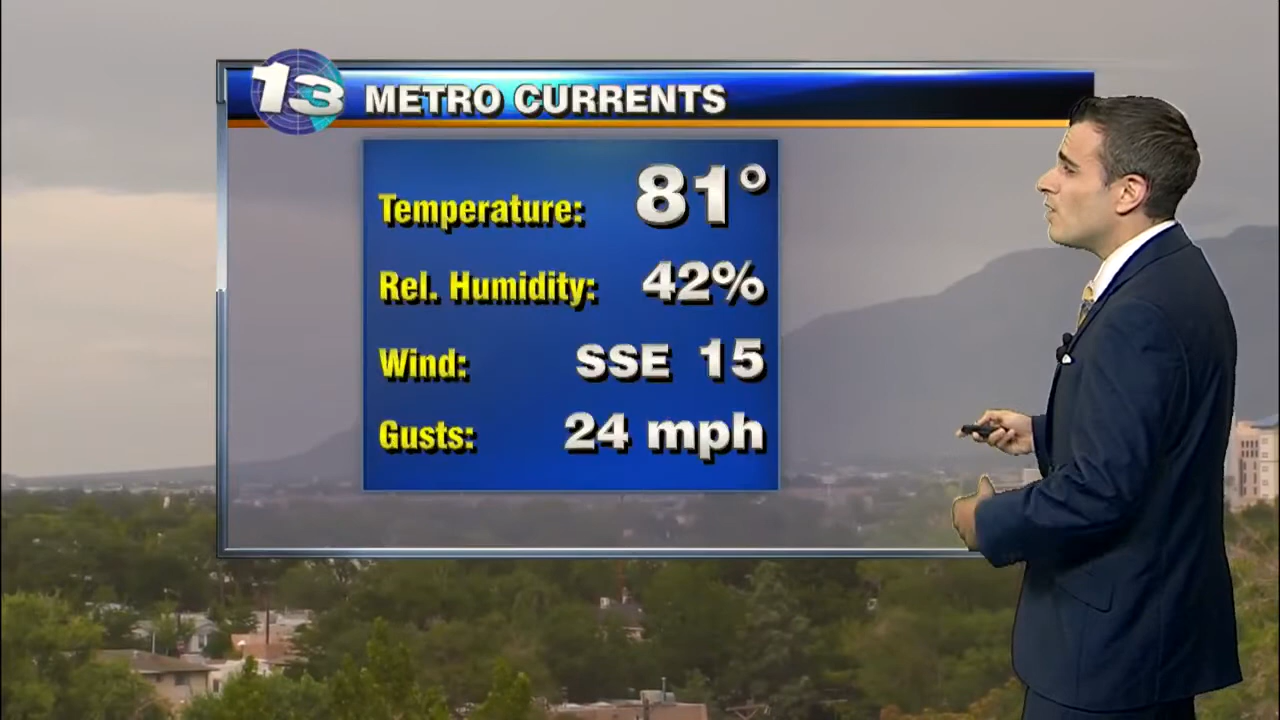 13 METRO CURRENTS
Temperature: 81°
Rel. Humidity: 42%
Wind: SSE 15
Gusts: 24 mph